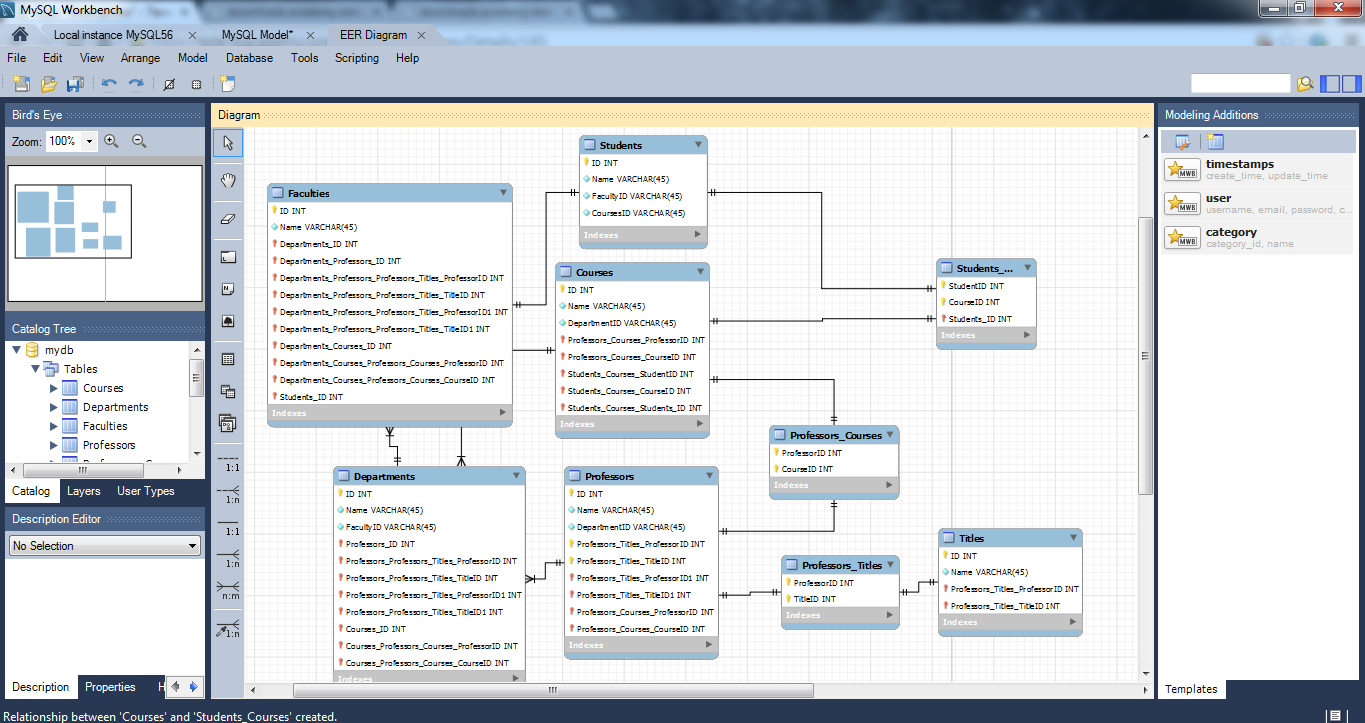 MySQL Workbench
Local instance MySQL56
MySQL Model*
EER Diagram
File Edit View Arrange Model Database Tools Scripting Help
Bird's Eye
Zoom: 100%
Catalog Tree
mydb
Tables
Courses
Departments
Faculties
Professors
Catalog Layers User Types
Description Editor
No Selection
Description Properties H
Diagram
1:1
1:n
1:1
1:n
n:m
1:n
Students
ID INT
Name VARCHAR(45)
FacultyID VARCHAR(45)
CoursesID VARCHAR(45)
Indexes
Faculties
ID INT
Name VARCHAR(45)
Departments_ID INT
Departments_Professors_ID INT
Departments_Professors_Professors_Titles_ProfessorID INT
Departments_Professors_Professors_Titles_TitleID INT
Departments_Professors_Professors_Titles_ProfessorID1 INT
Departments_Professors_Professors_Titles_TitleID1 INT
Departments_Courses_ID INT
Departments_Courses_Professors_Courses_ProfessorID INT
Departments_Courses_Professors_Courses_CourseID INT
Students_ID INT
Indexes
Courses
ID INT
Name VARCHAR(45)
DepartmentID VARCHAR(45)
Professors_Courses_ProfessorID INT
Professors_Courses_CourseID INT
Students_Courses_StudentID INT
Students_Courses_CourseID INT
Students_Courses_Students_ID INT
Indexes
Students_...
StudentID INT
CourseID INT
Students_ID INT
Indexes
Professors_Courses
ProfessorID INT
CourseID INT
Indexes
Departments
ID INT
Name VARCHAR(45)
FacultyID VARCHAR(45)
Professors_ID INT
Professors_Professors_Titles_ProfessorID INT
Professors_Professors_Titles_TitleID INT
Professors_Professors_Titles_ProfessorID1 INT
Professors_Professors_Titles_TitleID1 INT
Courses_ID INT
Courses_Professors_Courses_ProfessorID INT
Courses_Professors_Courses_CourseID INT
Indexes
Professors
ID INT
Name VARCHAR(45)
DepartmentID VARCHAR(45)
Professors_Titles_ProfessorID INT
Professors_Titles_TitleID INT
Professors_Titles_ProfessorID1 INT
Professors_Titles_TitleID1 INT
Professors_Courses_ProfessorID INT
Professors_Courses_CourseID INT
Indexes
Professors_Titles
ProfessorID INT
TitleID INT
Indexes
Titles
ID INT
Name VARCHAR(45)
Professors_Titles_ProfessorID INT
Professors_Titles_TitleID INT
Indexes
Modeling Additions
MWB
timestamps
create_time, update_time
MWB
user
username, email, password, c...
MWB
category
category_id, name
Templates
Relationship between 'Courses' and 'Students_Courses' created.